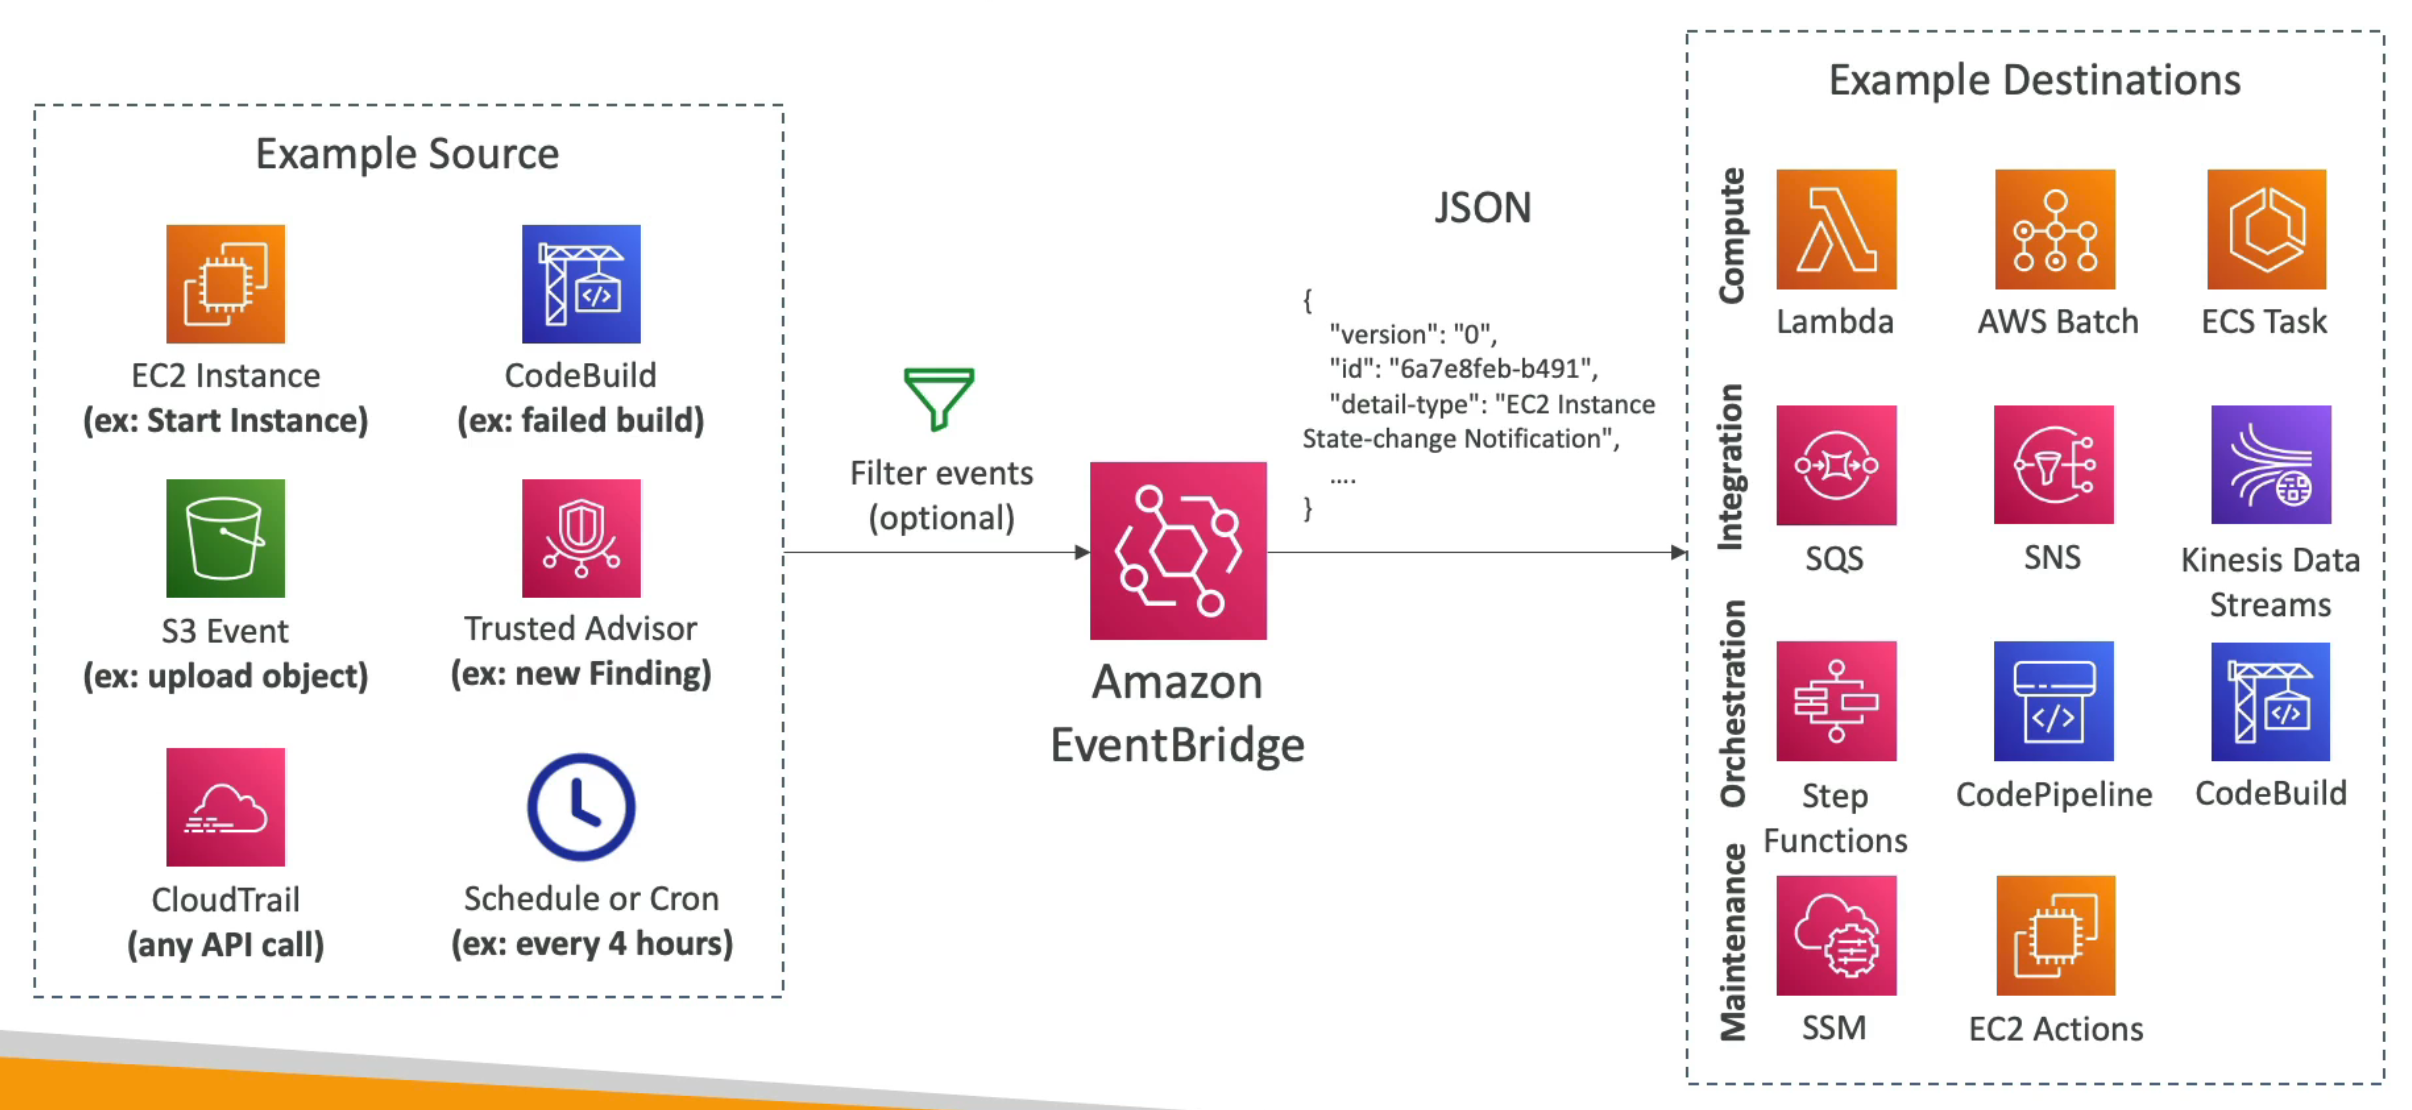 Example Source
EC2 Instance
(ex: Start Instance)
CodeBuild
(ex: failed build)
S3 Event
(ex: upload object)
Trusted Advisor
(ex: new Finding)
CloudTrail
(any API call)
Schedule or Cron
(ex: every 4 hours)
Filter events
(optional)
Amazon
EventBridge
JSON
{
"version": "0",
"id": "6a7e8feb-b491",
"detail-type": "EC2 Instance
State-change Notification",
....
}
Example Destinations
Compute
Lambda
AWS Batch
ECS Task
Integration
SQS
SNS
Kinesis Data
Streams
Orchestration
Step
Functions
CodePipeline
CodeBuild
Maintenance
SSM
EC2 Actions